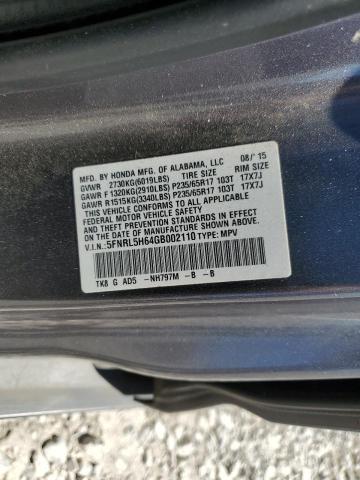 MFD. BY HONDA MFG. OF ALABAMA, LLC 08/'15
GVWR 2730KG(6019LBS) TIRE SIZE RIM SIZE
GAWR F 1320KG(2910LBS) P235/65R17 103T 17X7J
GAWR R1515KG(3340LBS) P235/65R17 103T 17X7J
THIS VEHICLE CONFORMS TO ALL APPLICABLE
FEDERAL MOTOR VEHICLE SAFETY AND THEFT
PREVENTION STANDARDS IN EFFECT ON THE DATE
OF MANUFACTURE SHOWN ABOVE.
V.I.N.: 5FNRL5H64GB002110 TYPE: MPV
TK8 G AD5 -NH797M -B -B